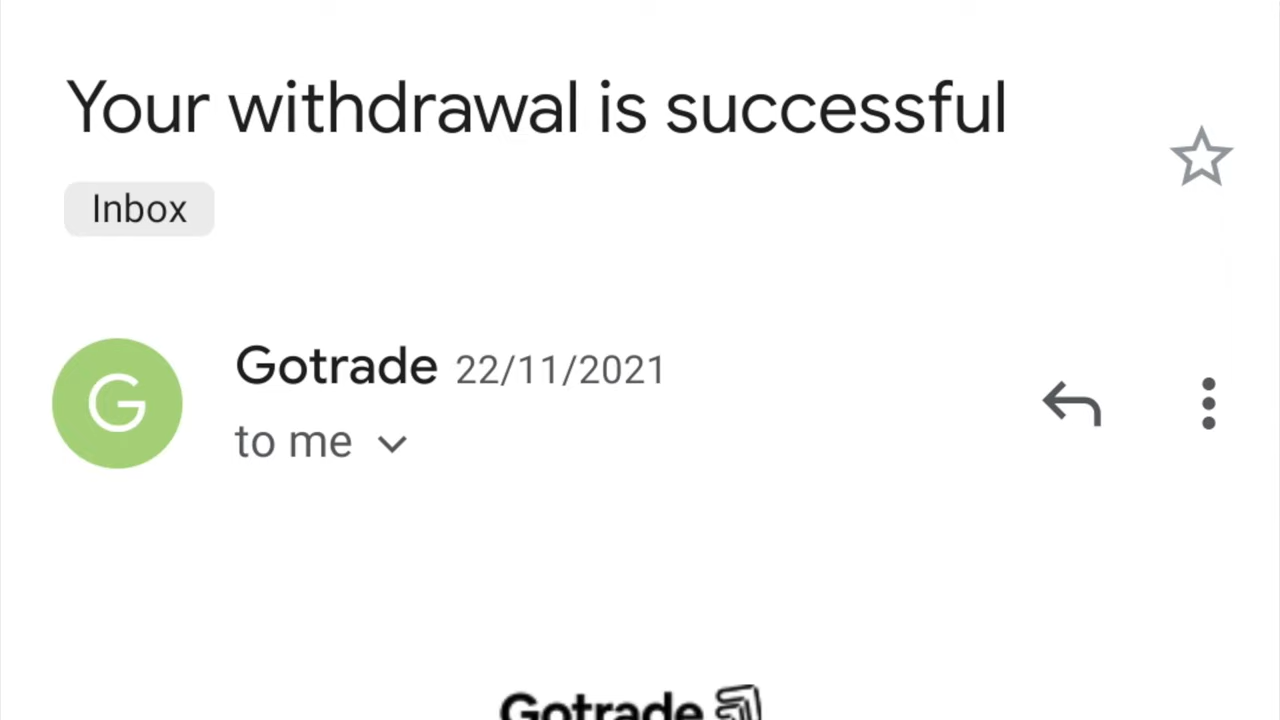 Your withdrawal is successful
Inbox
G
Gotrade 22/11/2021
to me
Gotrade